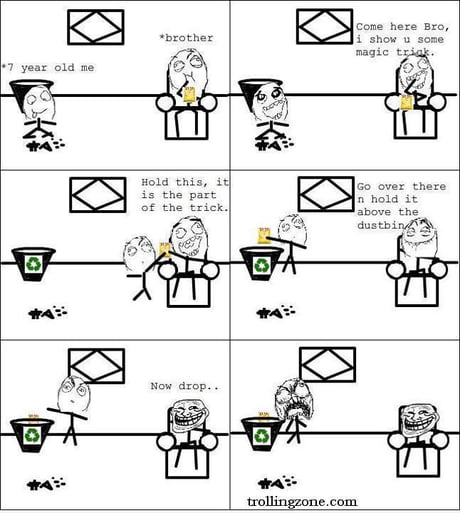 *7 year old me
*brother
Come here Bro,
i show u some
magic trick.
Hold this, it
is the part
of the trick.
Go over there
n hold it
above the
dustbin
Now drop..
trollingzone.com